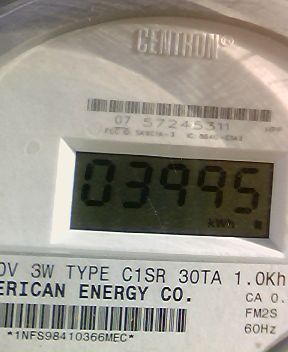 CENTRON®
07 57245311
03995
kWh
0V 3W TYPE C1SR 30TA 1.0Kh
ERICAN ENERGY CO.
CA 0.
FM2S
60Hz
*1NFS98410366MEC*